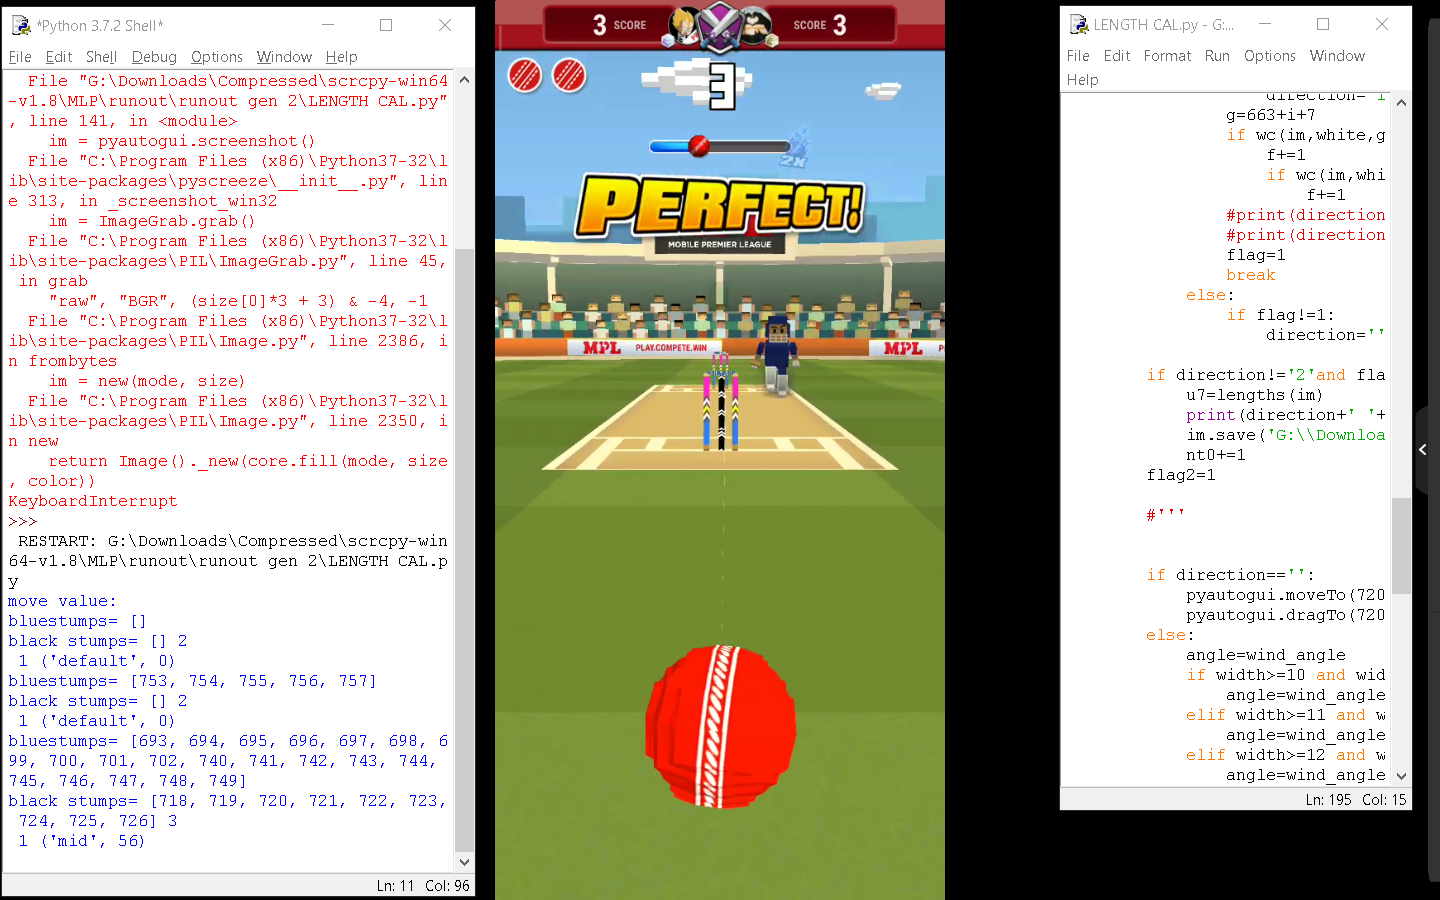 *Python 3.7.2 Shell*
File Edit Shell Debug Options Window Help
File "G:\Downloads\Compressed\scrcpy-win64
-v1.8\MLP\runout\runout gen 2\LENGTH CAL.py"
, line 141, in <module>
im = pyautogui.screenshot()
File "C:\Program Files (x86)\Python37-32\l
ib\site-packages\pyscreeze\__init__.py", lin
e 313, in _screenshot_win32
im = ImageGrab.grab()
File "C:\Program Files (x86)\Python37-32\l
ib\site-packages\PIL\ImageGrab.py", line 45,
in grab
"raw", "BGR", (size[0]*3 + 3) & -4, -1
File "C:\Program Files (x86)\Python37-32\l
ib\site-packages\PIL\Image.py", line 2386, i
n frombytes
im = new(mode, size)
File "C:\Program Files (x86)\Python37-32\l
ib\site-packages\PIL\Image.py", line 2350, i
n new
return Image()._new(core.fill(mode, size
, color))
KeyboardInterrupt
>>>
RESTART: G:\Downloads\Compressed\scrcpy-win
64-v1.8\MLP\runout\runout gen 2\LENGTH CAL.p
y
move value:
bluestumps= []
black stumps= [] 2
1 ('default', 0)
bluestumps= [753, 754, 755, 756, 757]
black stumps= [] 2
1 ('default', 0)
bluestumps= [693, 694, 695, 696, 697, 698, 6
99, 700, 701, 702, 740, 741, 742, 743, 744,
745, 746, 747, 748, 749]
black stumps= [718, 719, 720, 721, 722, 723,
724, 725, 726] 3
1 ('mid', 56)
Ln: 11 Col: 96
3 SCORE
SCORE 3
3
2X
PERFECT!
MOBILE PREMIER LEAGUE
MPL PLAY.COMPETE.WIN
MPL
LENGTH CAL.py - G:...
File Edit Format Run Options Window
Help
direction='i
g=663+i+7
if wc(im,white,g
f+=1
if wc(im,whi
f+=1
#print(direction
#print(direction
flag=1
break
else:
if flag!=1:
direction=''
if direction!='2'and fla
u7=lengths(im)
print(direction+' '+
im.save('G:\\Downloa
nt0+=1
flag2=1
#'''
if direction=='':
pyautogui.moveTo(720
pyautogui.dragTo(720
else:
angle=wind_angle
if width>=10 and wid
angle=wind_angle
elif width>=11 and w
angle=wind_angle
elif width>=12 and w
angle=wind_angle
Ln: 195 Col: 15